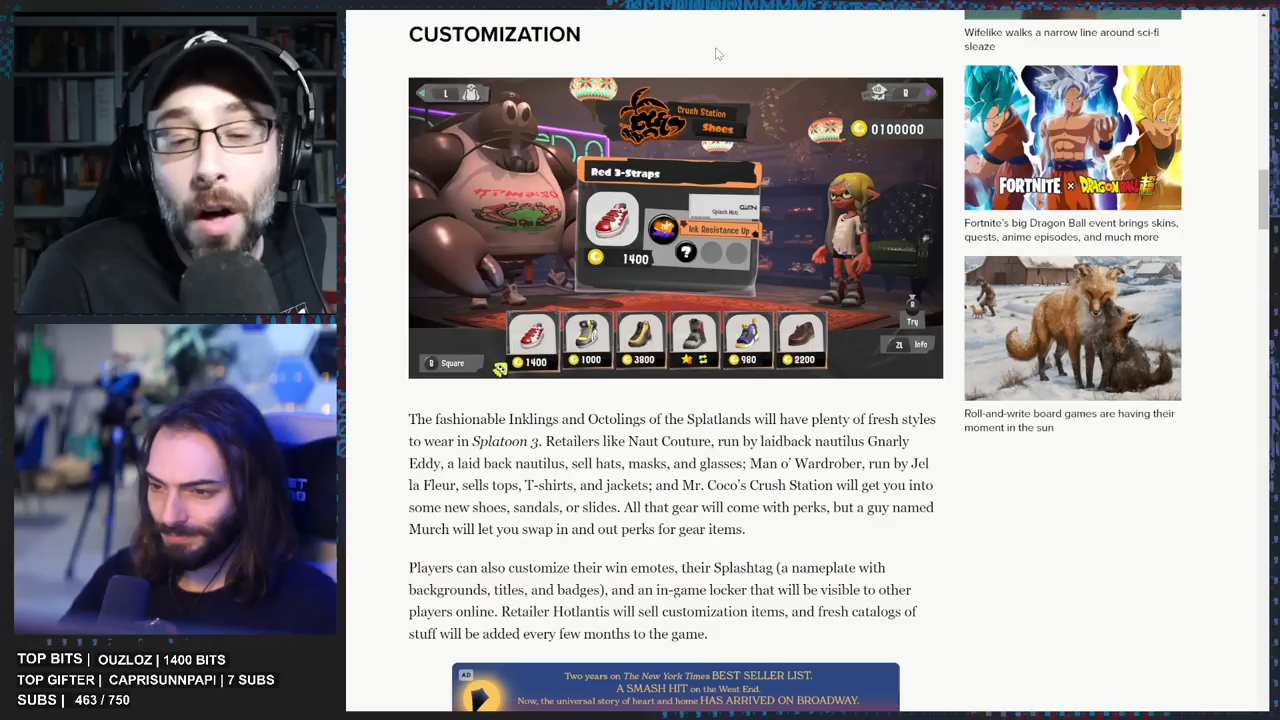 CUSTOMIZATION
L
R
Crush Station
Shoes
0100000
Red 3-Straps
Splash Mob
Ink Resistance Up
1400
?
R
Try
ZL Info
B Square
1400
1000
3800
980
2200
The fashionable Inklings and Octolings of the Splatlands will have plenty of fresh styles
to wear in Splatoon 3. Retailers like Naut Couture, run by laidback nautilus Gnarly
Eddy, a laid back nautilus, sell hats, masks, and glasses; Man o’ Wardrober, run by Jel
la Fleur, sells tops, T-shirts, and jackets; and Mr. Coco’s Crush Station will get you into
some new shoes, sandals, or slides. All that gear will come with perks, but a guy named
Murch will let you swap in and out perks for gear items.
Players can also customize their win emotes, their Splashtag (a nameplate with
backgrounds, titles, and badges), and an in-game locker that will be visible to other
players online. Retailer Hotlantis will sell customization items, and fresh catalogs of
stuff will be added every few months to the game.
AD
Two years on The New York Times BEST SELLER LIST.
A SMASH HIT on the West End.
Now, the universal story of heart and home HAS ARRIVED ON BROADWAY.
Wifelike walks a narrow line around sci-fi
sleaze
FORTNITE X DRAGONBALL
Fortnite’s big Dragon Ball event brings skins,
quests, anime episodes, and much more
Roll-and-write board games are having their
moment in the sun
TOP BITS | OUZLOZ | 1400 BITS
TOP GIFTER | CAPRISUNNPAPI | 7 SUBS
SUBS | 463 / 750